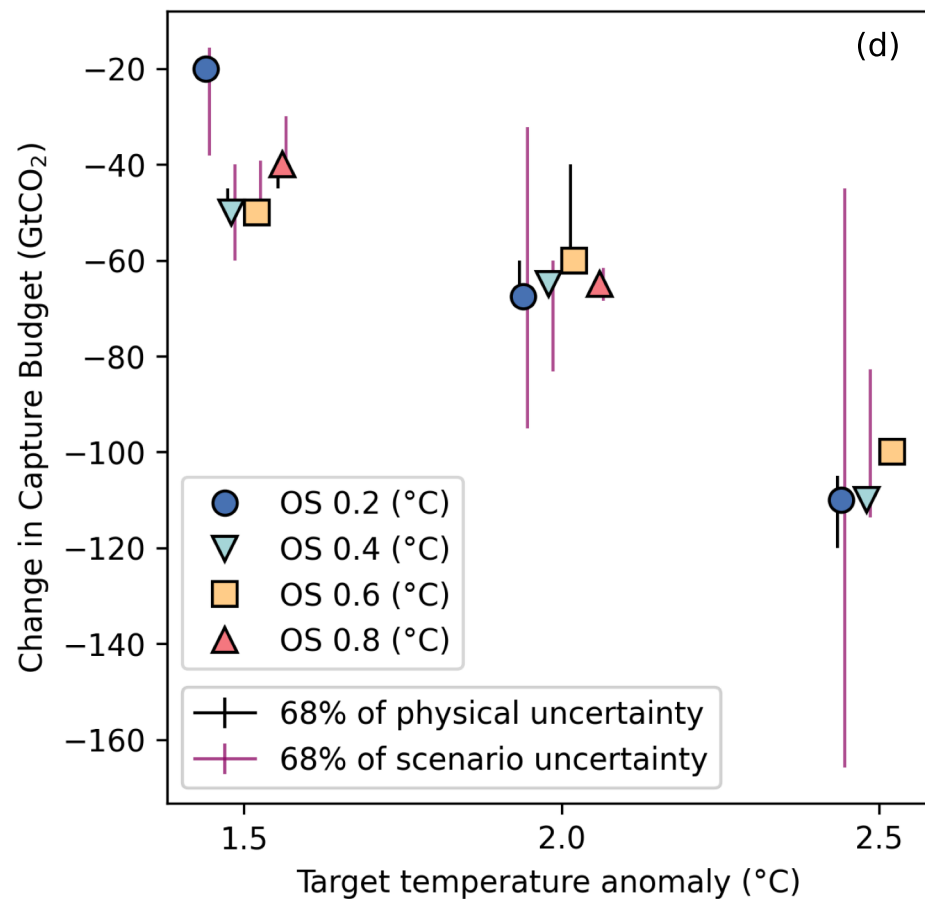 (d)
Change in Capture Budget (GtCO₂)
−20
−40
−60
−80
−100
−120
−140
−160
OS 0.2 (°C)
OS 0.4 (°C)
OS 0.6 (°C)
OS 0.8 (°C)
68% of physical uncertainty
68% of scenario uncertainty
1.5 2.0 2.5
Target temperature anomaly (°C)